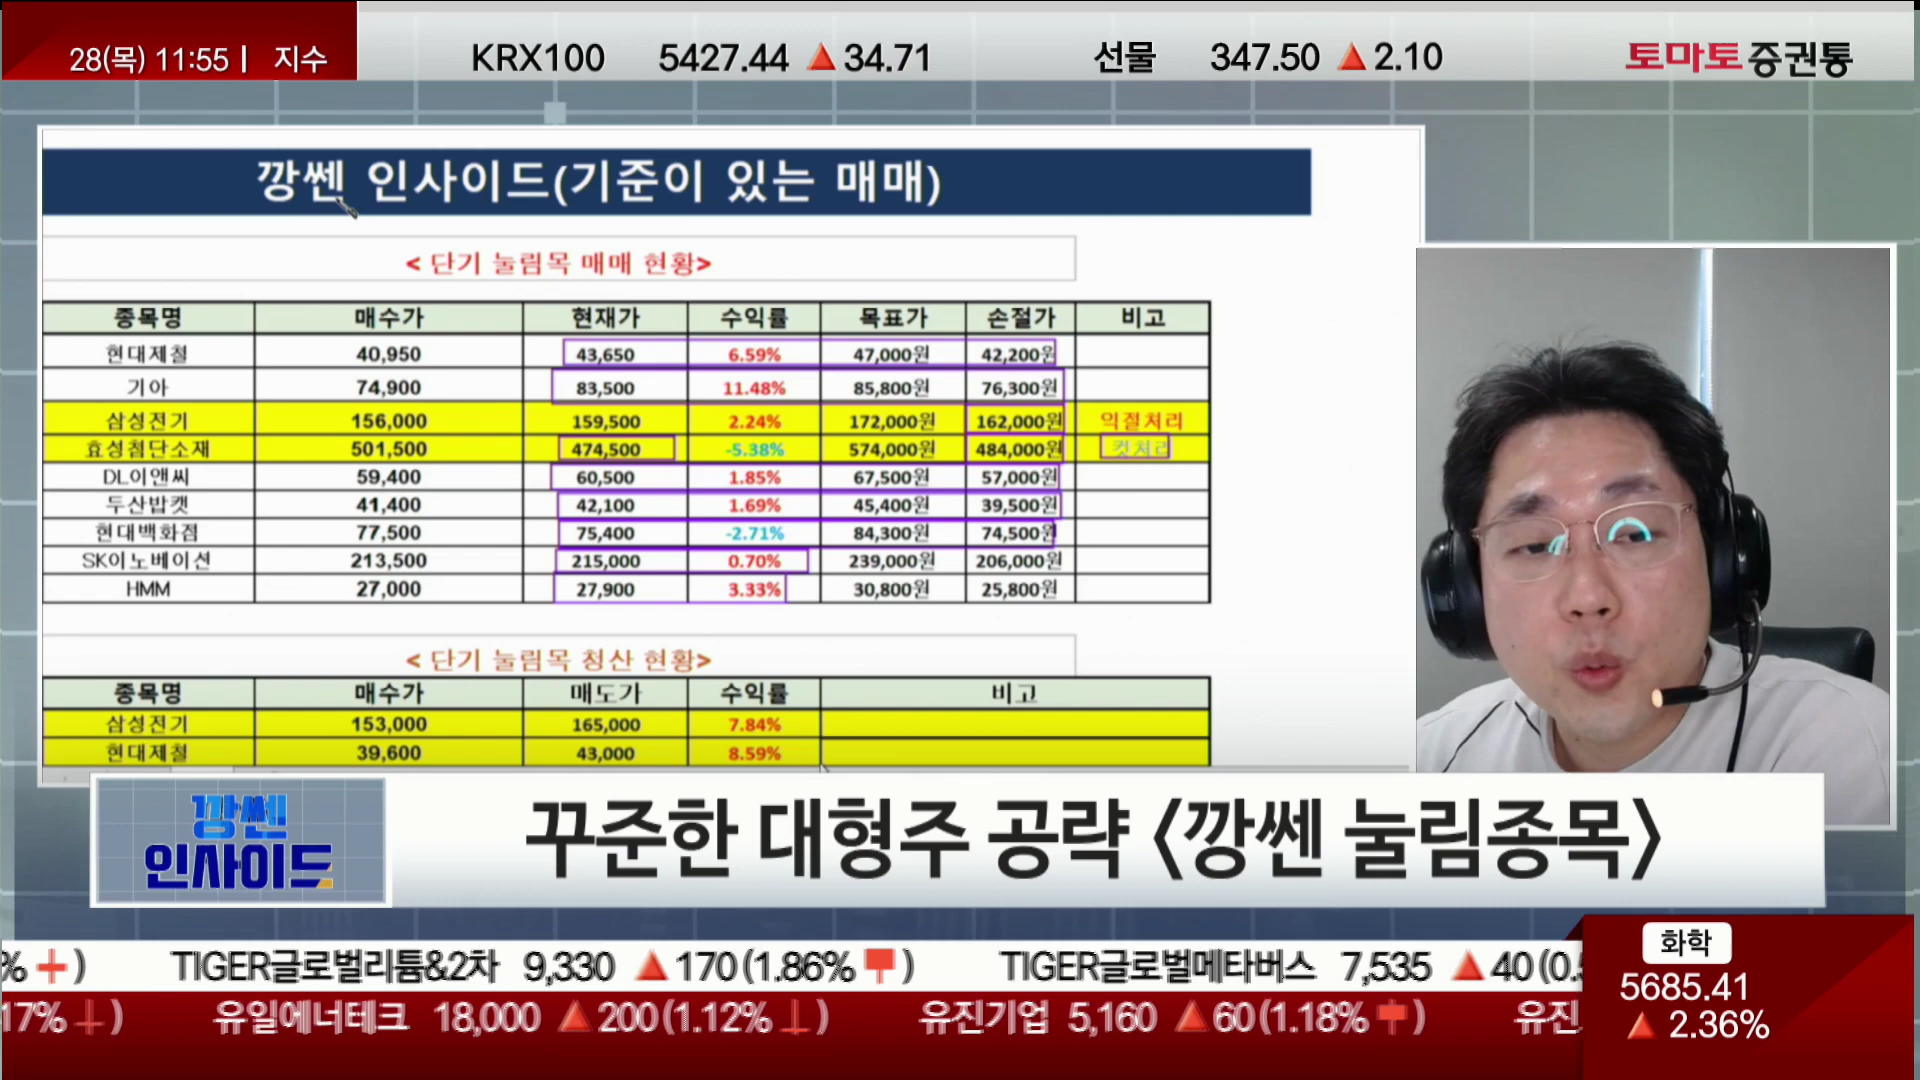 28(목) 11:55 | 지수 KRX100 5427.44 ▲ 34.71 선물 347.50 ▲ 2.10 토마토증권통
깡쎈 인사이드(기준이 있는 매매)
< 단기 눌림목 매매 현황>
종목명 매수가 현재가 수익률 목표가 손절가 비고
현대제철 40,950 43,650 6.59% 47,000원 42,200원
기아 74,900 83,500 11.48% 85,800원 76,300원
삼성전기 156,000 159,500 2.24% 172,000원 162,000원 익절처리
효성첨단소재 501,500 474,500 -5.38% 574,000원 484,000원 컷처리
DL이앤씨 59,400 60,500 1.85% 67,500원 57,000원
두산밥캣 41,400 42,100 1.69% 45,400원 39,500원
현대백화점 77,500 75,400 -2.71% 84,300원 74,500원
SK이노베이션 213,500 215,000 0.70% 239,000원 206,000원
HMM 27,000 27,900 3.33% 30,800원 25,800원
< 단기 눌림목 청산 현황>
종목명 매수가 매도가 수익률 비고
삼성전기 153,000 165,000 7.84%
현대제철 39,600 43,000 8.59%
깡쎈
인사이드
꾸준한 대형주 공략 〈깡쎈 눌림종목〉
% ) TIGER글로벌리튬&2차 9,330 ▲ 170 (1.86% ) TIGER글로벌메타버스 7,535 ▲ 40 (0.5
17% ) 유일에너테크 18,000 ▲ 200 (1.12% ) 유진기업 5,160 ▲ 60 (1.18% ) 유진
화학
5685.41
▲ 2.36%